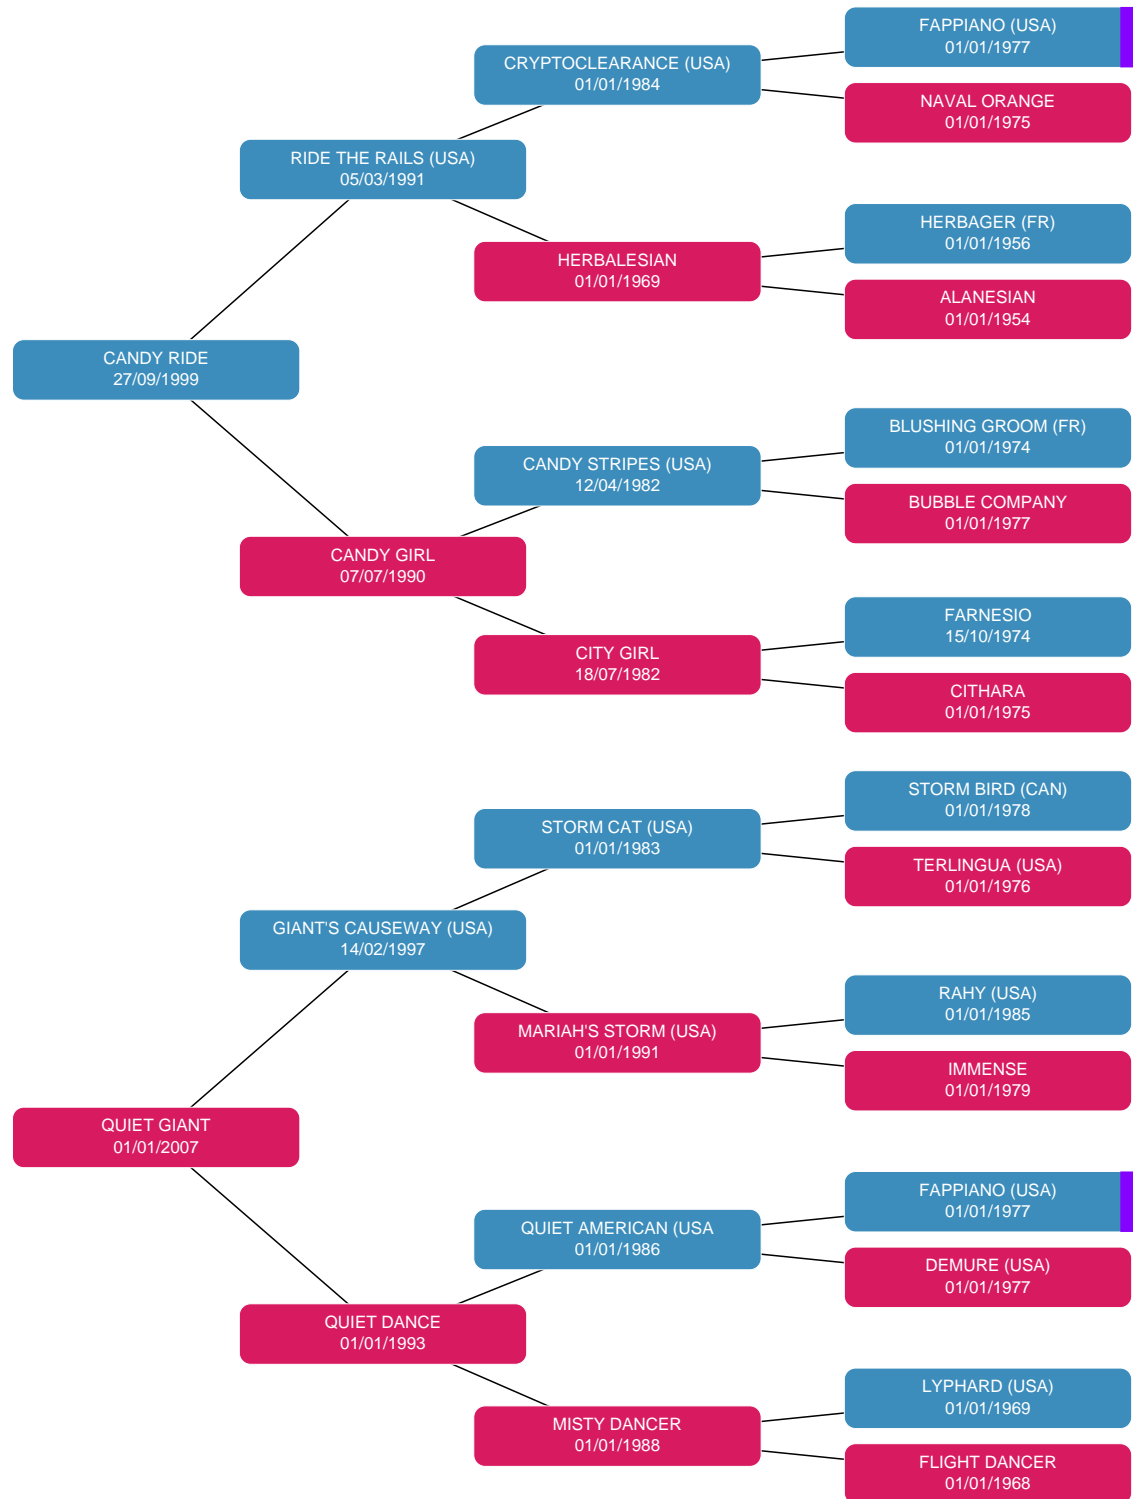 FAPPIANO (USA)
01/01/1977
CRYPTOCLEARANCE (USA)
01/01/1984
NAVAL ORANGE
01/01/1975
RIDE THE RAILS (USA)
05/03/1991
HERBAGER (FR)
01/01/1956
HERBALESIAN
01/01/1969
ALANESIAN
01/01/1954
CANDY RIDE
27/09/1999
BLUSHING GROOM (FR)
01/01/1974
CANDY STRIPES (USA)
12/04/1982
BUBBLE COMPANY
01/01/1977
CANDY GIRL
07/07/1990
FARNESIO
15/10/1974
CITY GIRL
18/07/1982
CITHARA
01/01/1975
STORM BIRD (CAN)
01/01/1978
STORM CAT (USA)
01/01/1983
TERLINGUA (USA)
01/01/1976
GIANT'S CAUSEWAY (USA)
14/02/1997
RAHY (USA)
01/01/1985
MARIAH'S STORM (USA)
01/01/1991
IMMENSE
01/01/1979
QUIET GIANT
01/01/2007
FAPPIANO (USA)
01/01/1977
QUIET AMERICAN (USA
01/01/1986
DEMURE (USA)
01/01/1977
QUIET DANCE
01/01/1993
LYPHARD (USA)
01/01/1969
MISTY DANCER
01/01/1988
FLIGHT DANCER
01/01/1968